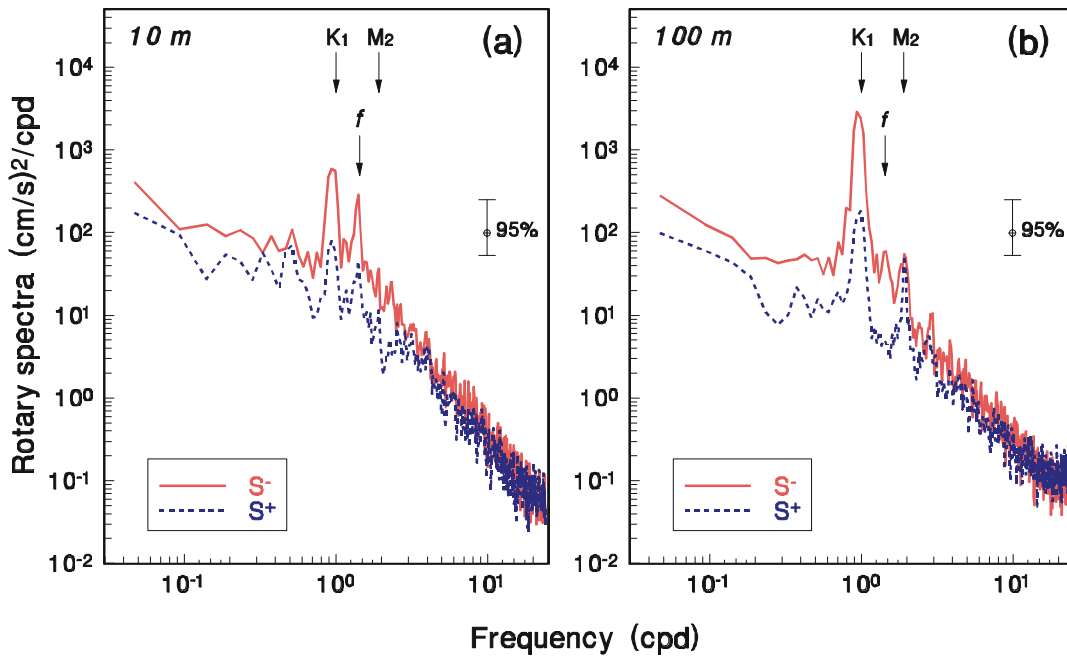 10 m
K1
M2
(a)
f
95%
10^4
10^3
10^2
10^1
10^0
10^-1
10^-2
10^-1
10^0
10^1
S-
S+
100 m
K1
M2
(b)
f
95%
10^4
10^3
10^2
10^1
10^0
10^-1
10^-2
10^-1
10^0
10^1
S-
S+
Rotary spectra (cm/s)^2/cpd
Frequency (cpd)